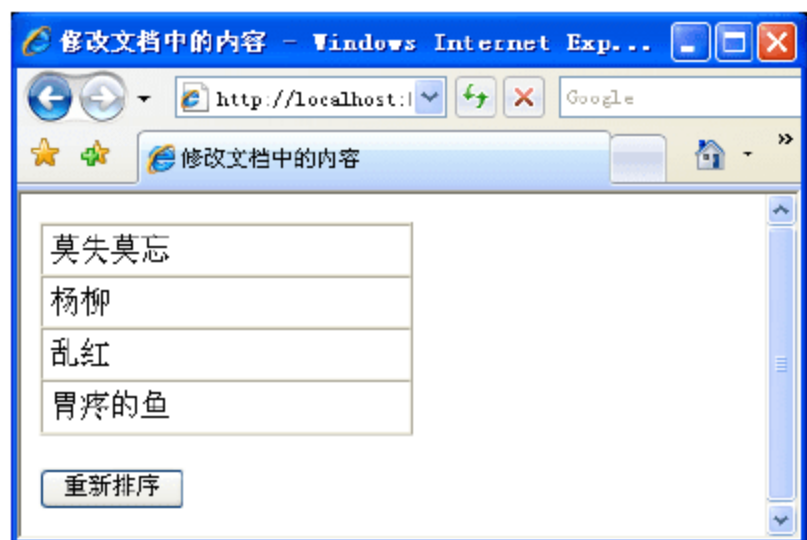 修改文档中的内容 - Windows Internet Exp...
http://localhost:
Google
修改文档中的内容
莫失莫忘
杨柳
乱红
胃疼的鱼
重新排序